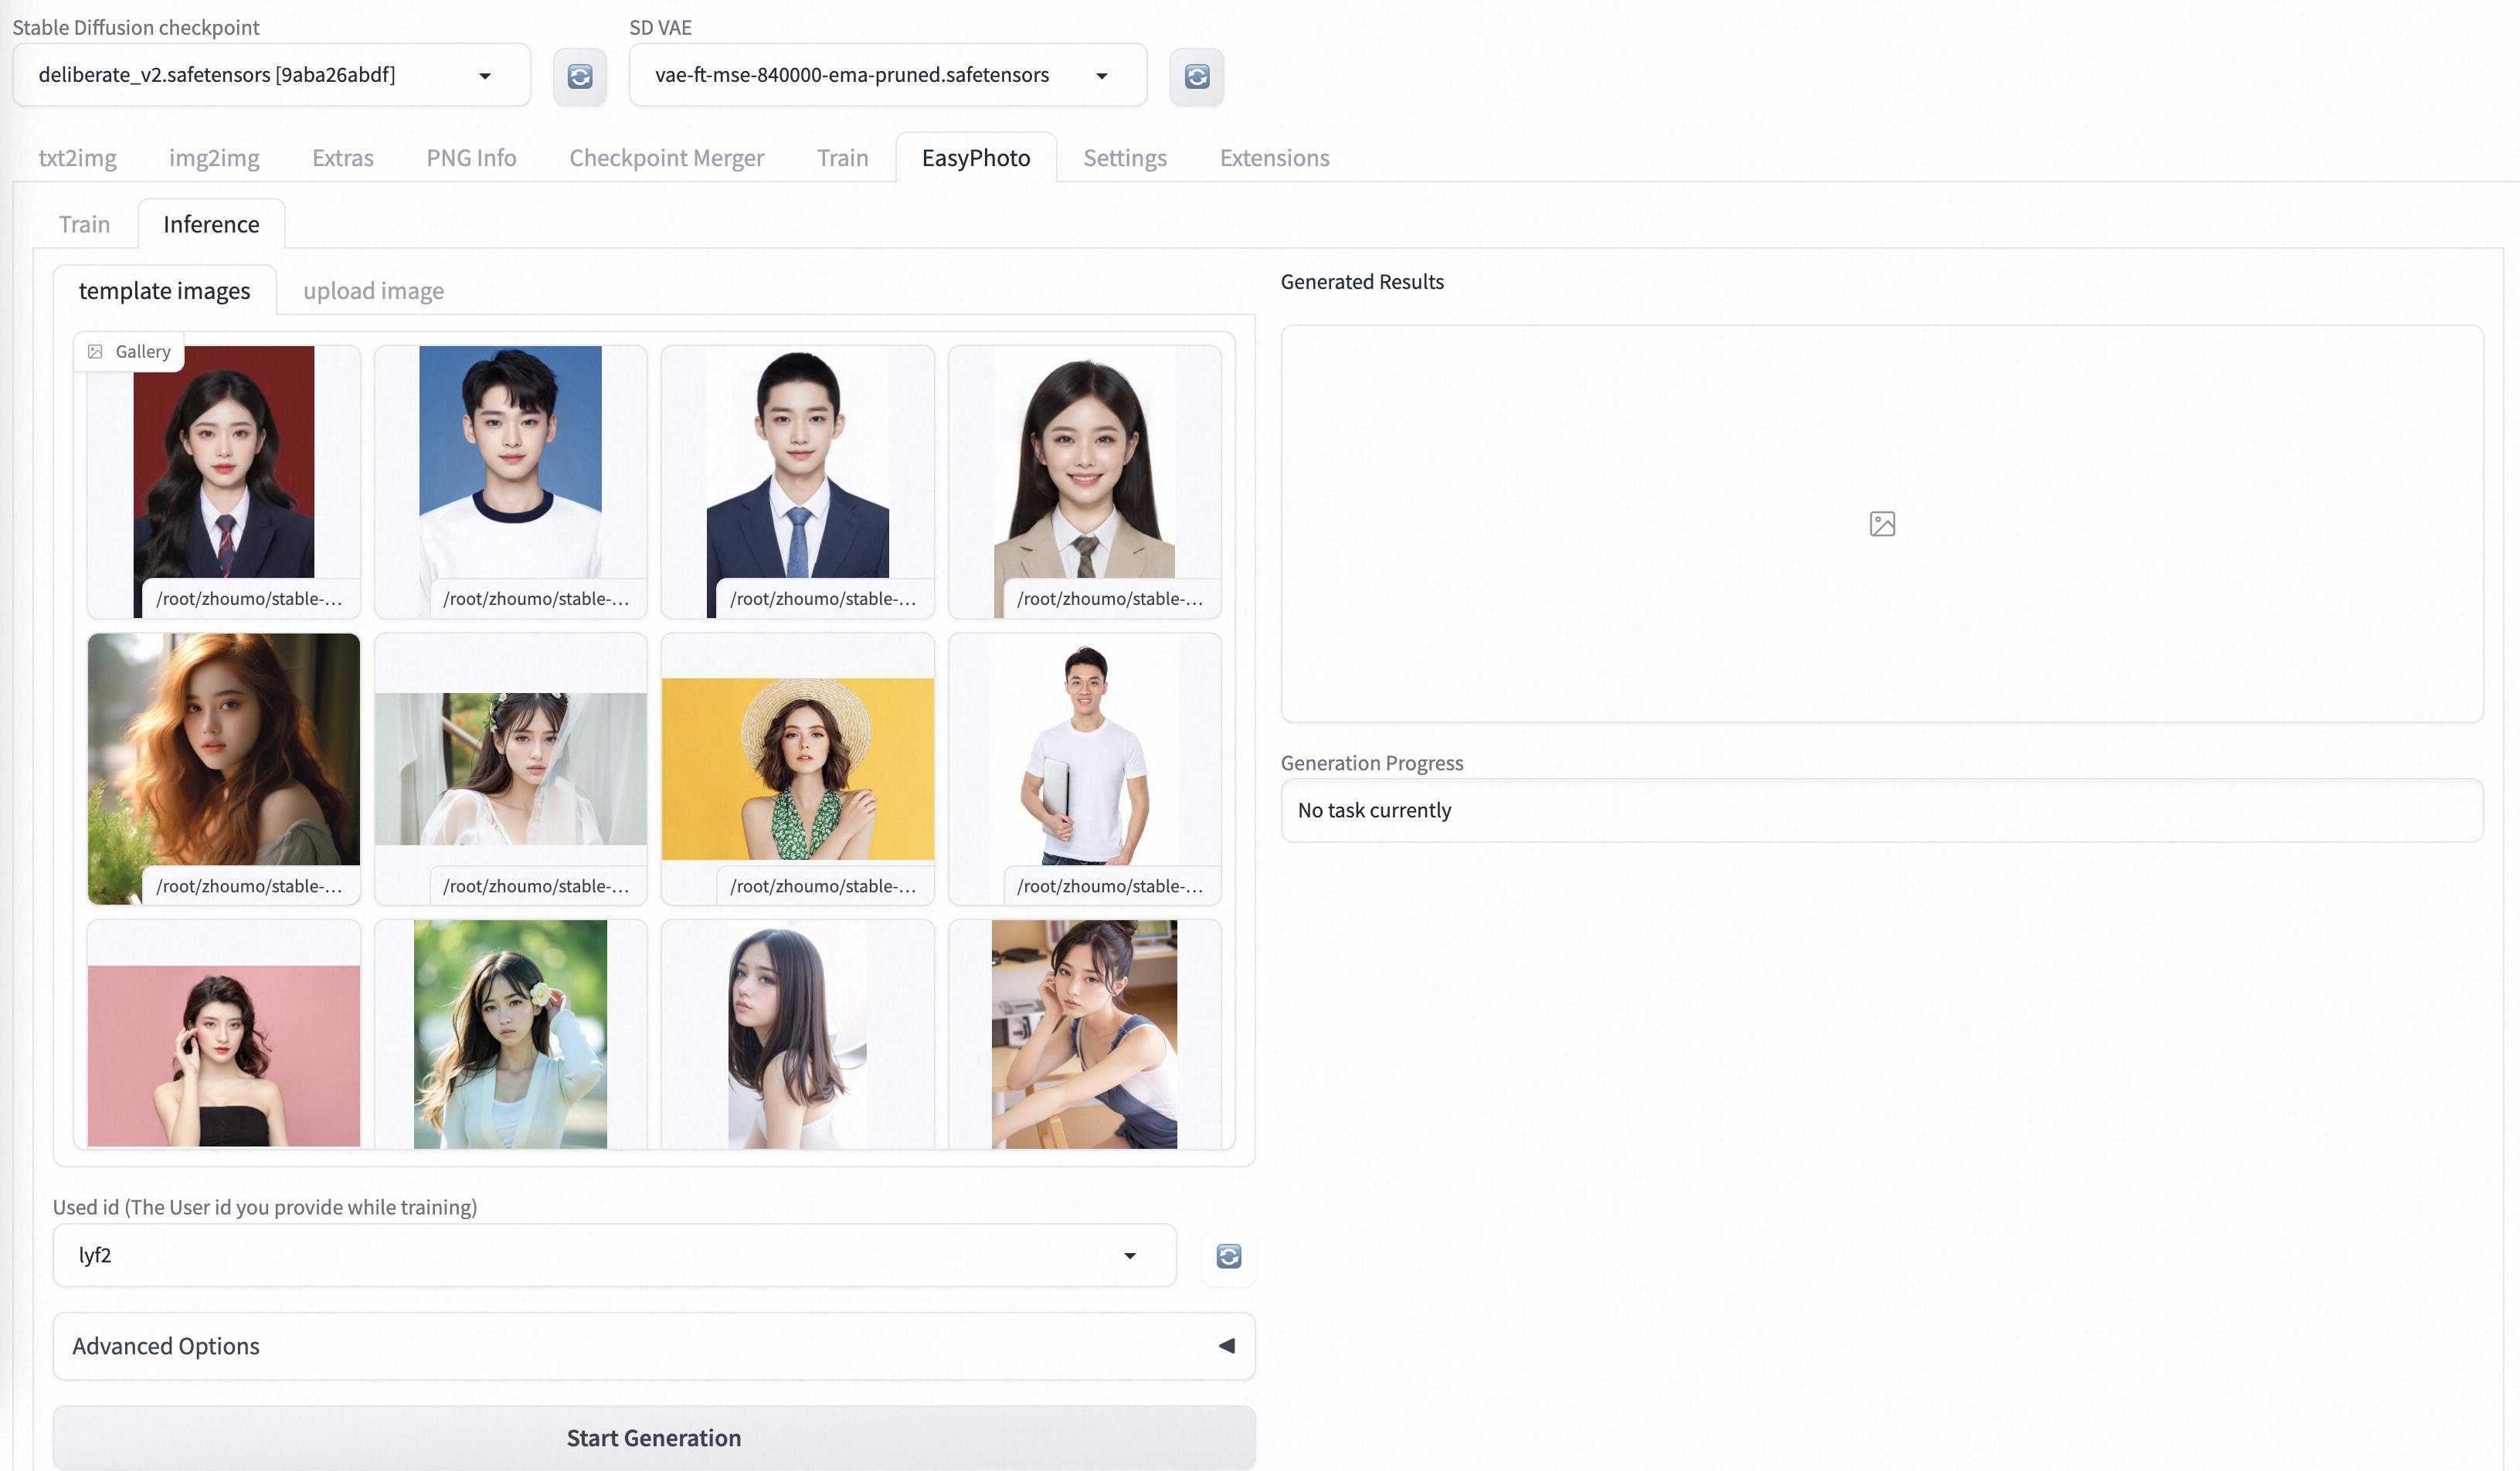 Stable Diffusion checkpoint
SD VAE
deliberate_v2.safetensors [9aba26abdf]
vae-ft-mse-840000-ema-pruned.safetensors
txt2img
img2img
Extras
PNG Info
Checkpoint Merger
Train
EasyPhoto
Settings
Extensions
Train
Inference
template images
upload image
Gallery
/root/zhoumo/stable-...
/root/zhoumo/stable-...
/root/zhoumo/stable-...
/root/zhoumo/stable-...
/root/zhoumo/stable-...
/root/zhoumo/stable-...
/root/zhoumo/stable-...
/root/zhoumo/stable-...
Used id (The User id you provide while training)
lyf2
Advanced Options
Start Generation
Generated Results
Generation Progress
No task currently